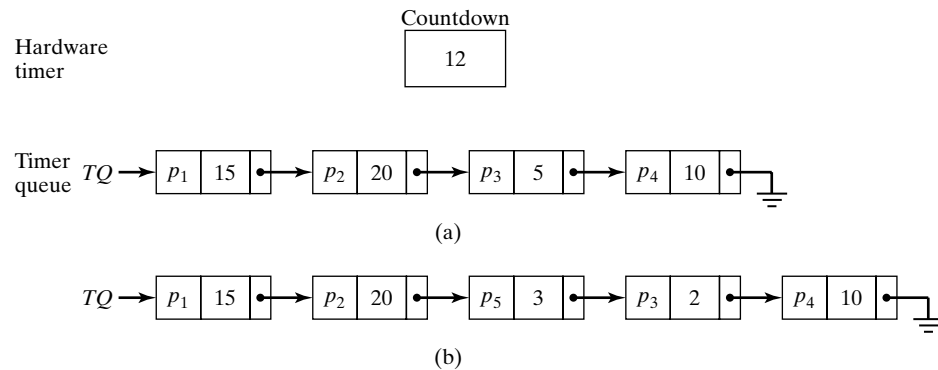 Countdown
Hardware
timer
12
Timer
queue
TQ p₁ 15 p₂ 20 p₃ 5 p₄ 10
(a)
TQ p₁ 15 p₂ 20 p₅ 3 p₃ 2 p₄ 10
(b)